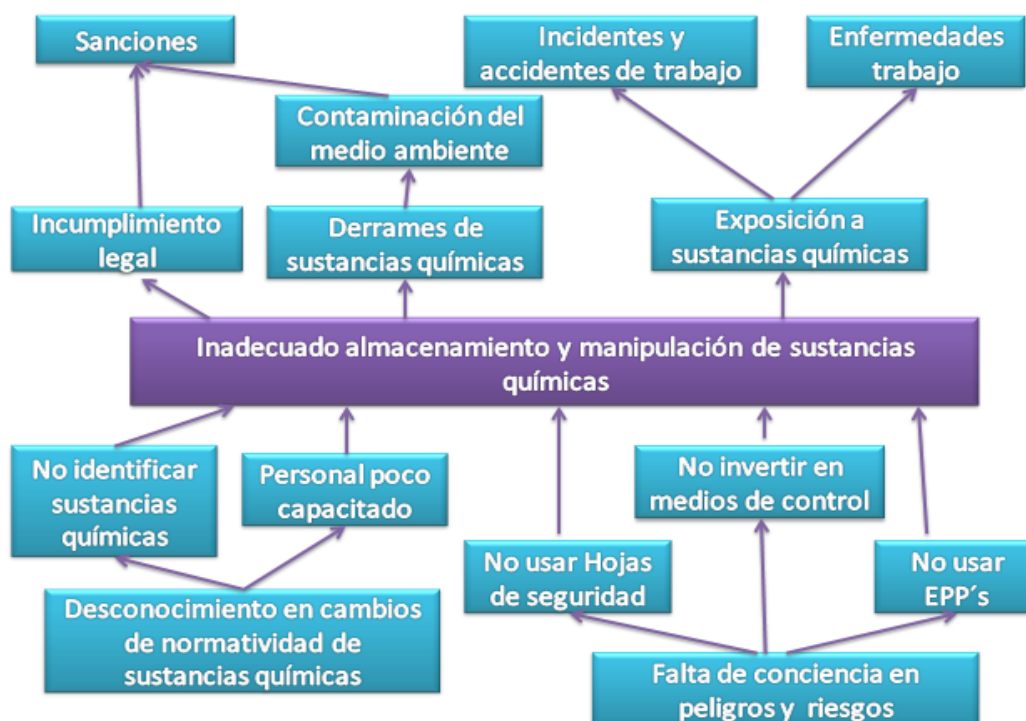 Sanciones
Incidentes y
accidentes de trabajo
Enfermedades
trabajo
Contaminación del
medio ambiente
Incumplimiento
legal
Derrames de
sustancias químicas
Exposición a
sustancias químicas
Inadecuado almacenamiento y manipulación de sustancias
químicas
No identificar
sustancias
químicas
Personal poco
capacitado
No invertir en
medios de control
No usar Hojas
de seguridad
No usar
EPP´s
Desconocimiento en cambios
de normatividad de
sustancias químicas
Falta de conciencia en
peligros y riesgos